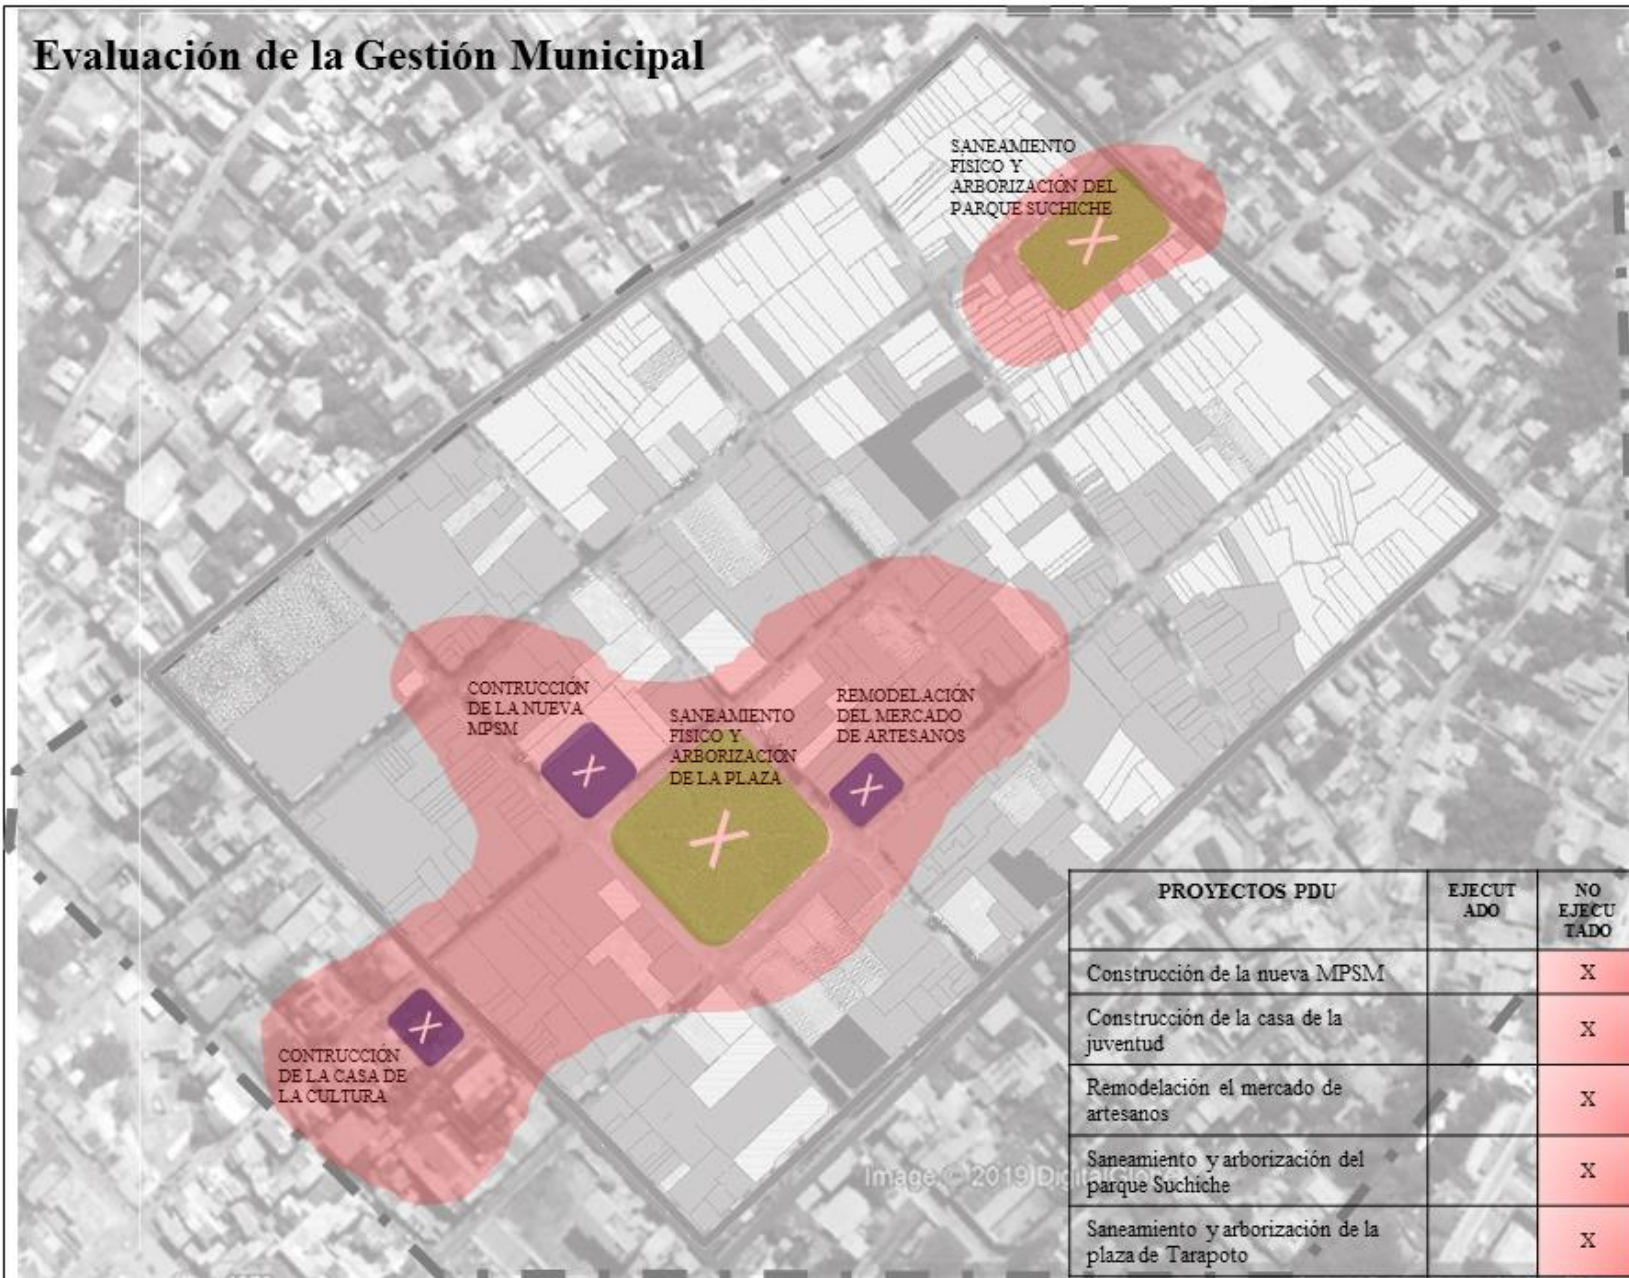 Evaluación de la Gestión Municipal
SANEAMIENTO
FÍSICO Y
ARBORIZACIÓN DEL
PARQUE SUCHICHE
CONTRUCCIÓN
DE LA NUEVA
MPSM
SANEAMIENTO
FISICO Y
ARBORIZACIÓN
DE LA PLAZA
REMODELACIÓN
DEL MERCADO
DE ARTESANOS
CONTRUCCIÓN
DE LA CASA DE
LA CULTURA
PROYECTOS PDU
EJECUT
ADO
NO
EJECU
TADO
Construcción de la nueva MPSM
X
Construcción de la casa de la
juventud
X
Remodelación el mercado de
artesanos
X
Saneamiento y arborización del
parque Suchiche
X
Saneamiento y arborización de la
plaza de Tarapoto
X
Image © 2019